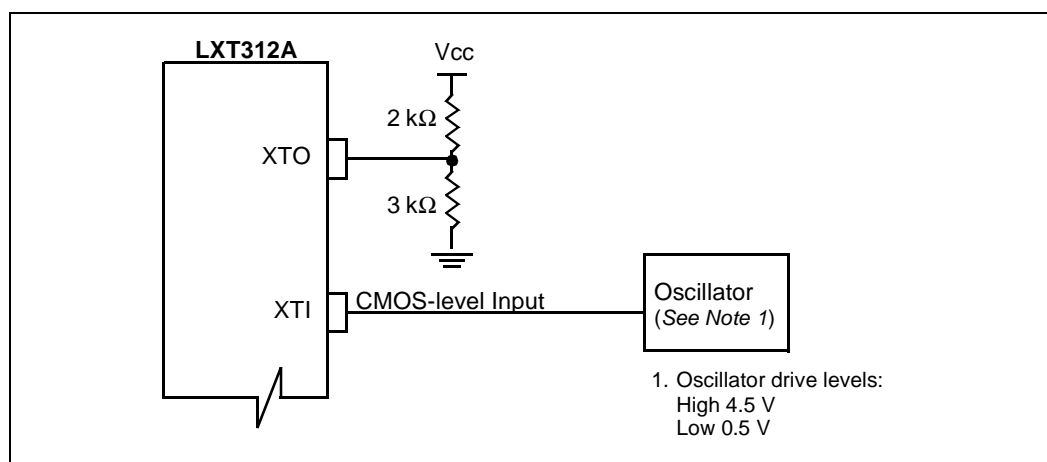 LXT312A
Vcc
2 kΩ
XTO
3 kΩ
XTI
CMOS-level Input
Oscillator
(See Note 1)
1. Oscillator drive levels:
High 4.5 V
Low 0.5 V